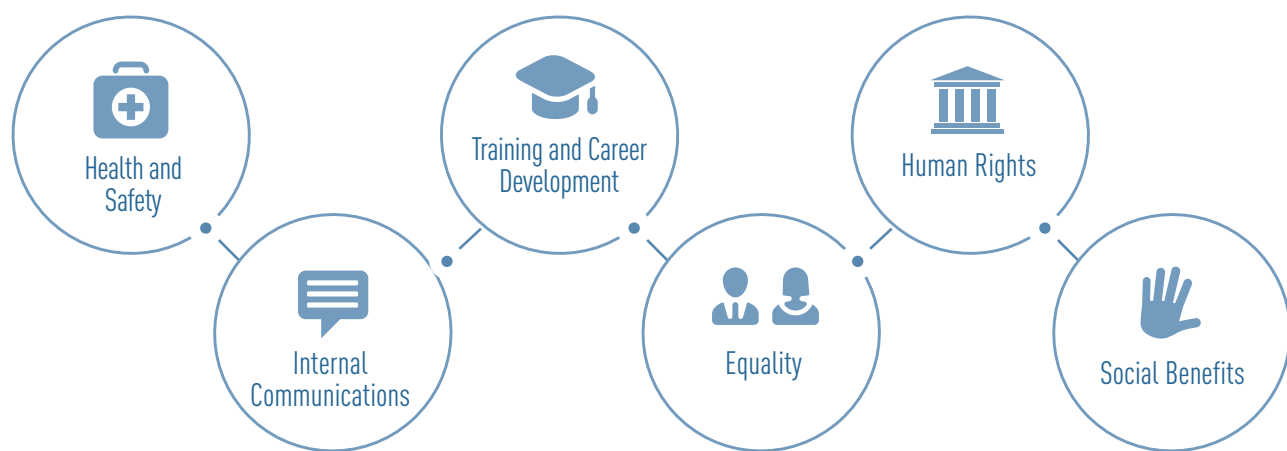 Health and
Safety
Internal
Communications
Training and Career
Development
Equality
Human Rights
Social Benefits